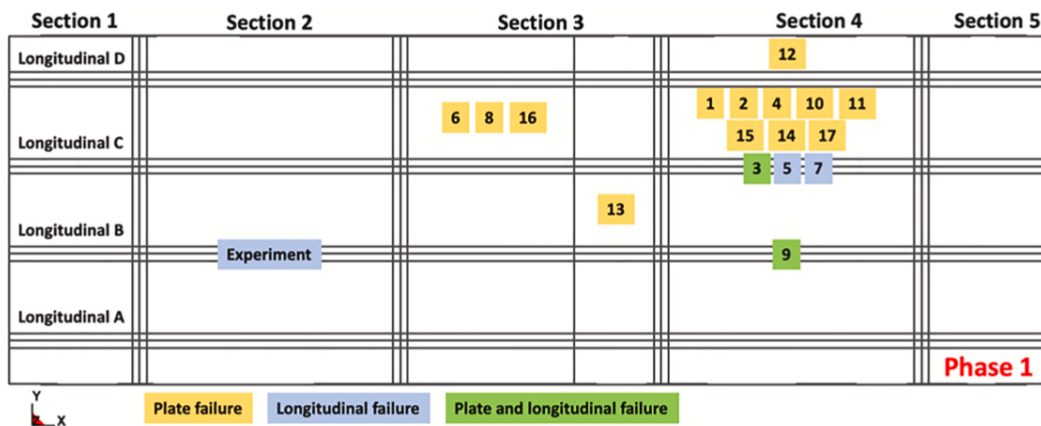 Section 1 Section 2 Section 3 Section 4 Section 5
Longitudinal D
12
1 2 4 10 11
6 8 16
Longitudinal C
15 14 17
3 5 7
13
Longitudinal B
Experiment
9
Longitudinal A
Phase 1
Y
X
Plate failure Longitudinal failure Plate and longitudinal failure